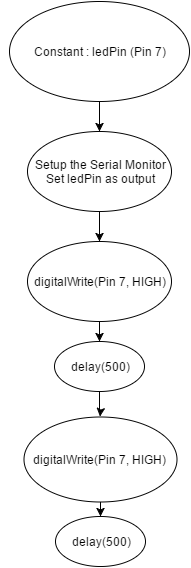 Constant : ledPin (Pin 7)
Setup the Serial Monitor
Set ledPin as output
digitalWrite(Pin 7, HIGH)
delay(500)
digitalWrite(Pin 7, HIGH)
delay(500)